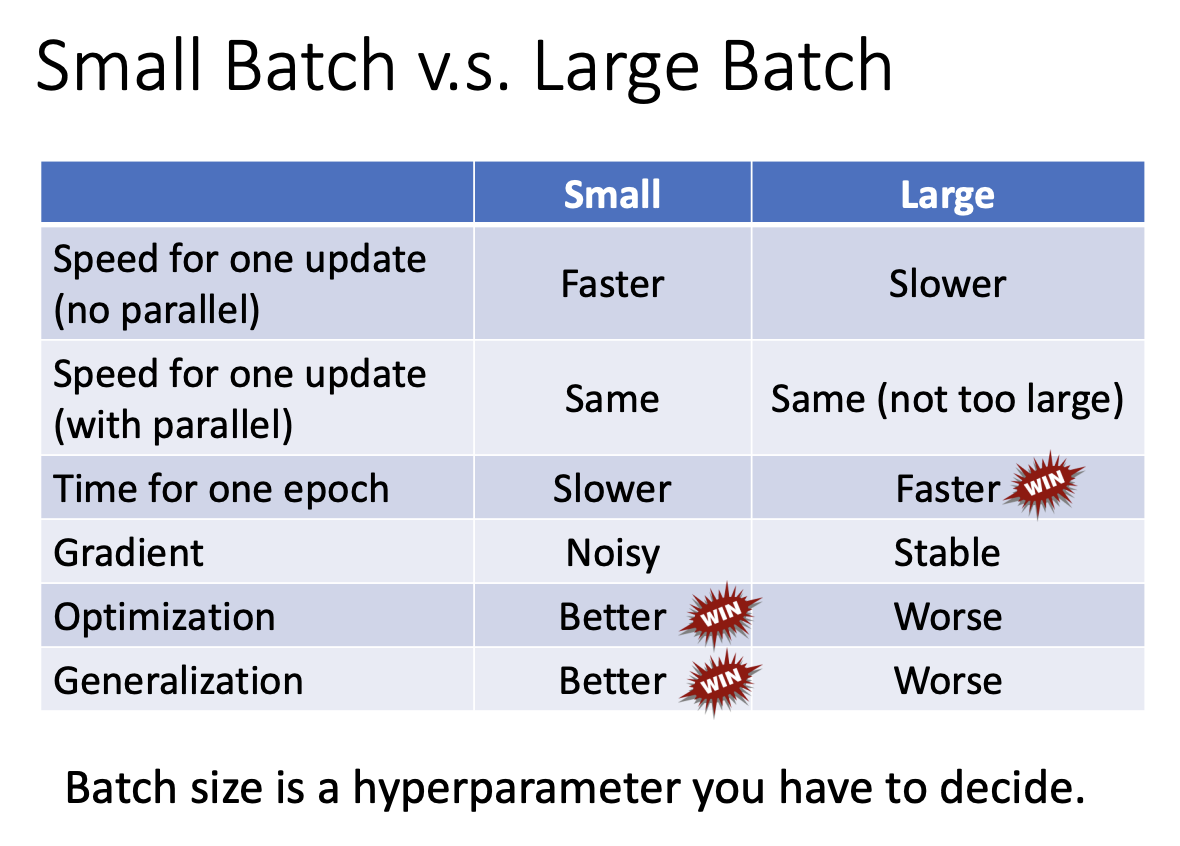 Small Batch v.s. Large Batch
Small Large
Speed for one update
(no parallel)
Faster Slower
Speed for one update
(with parallel)
Same Same (not too large)
Time for one epoch Slower Faster WIN
Gradient Noisy Stable
Optimization Better WIN Worse
Generalization Better WIN Worse
Batch size is a hyperparameter you have to decide.